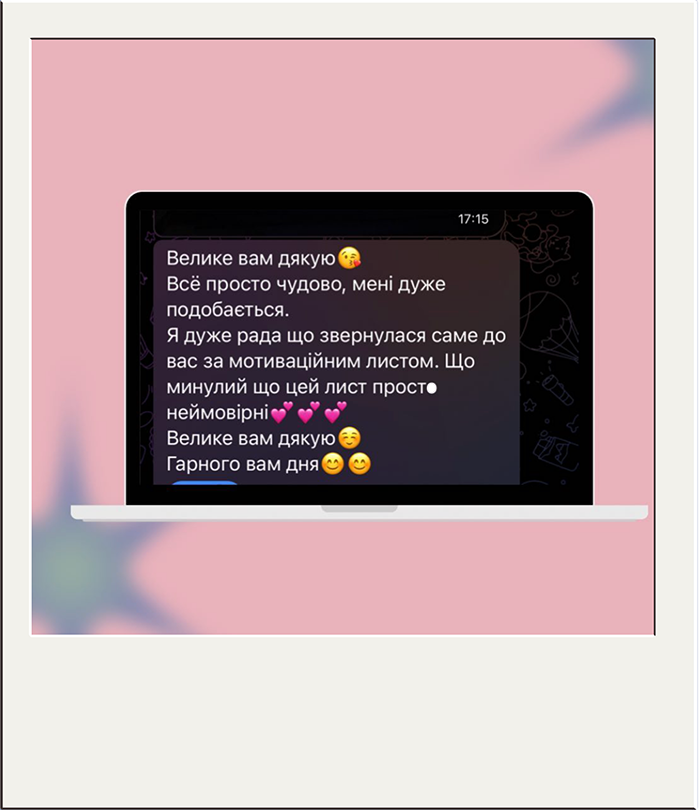 17:15
Велике вам дякую😘
Всё просто чудово, мені дуже
подобається.
Я дуже рада що звернулася саме до
вас за мотиваційним листом. Що
минулий що цей лист прост
неймовірні💕💕💕
Велике вам дякую☺️
Гарного вам дня😊😊